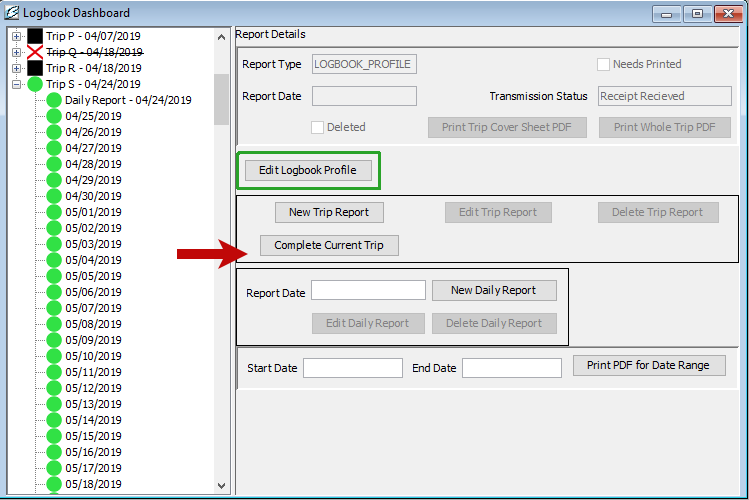 Logbook Dashboard
Trip P - 04/07/2019
Trip Q - 04/18/2019
Trip R - 04/18/2019
Trip S - 04/24/2019
Daily Report - 04/24/2019
04/25/2019
04/26/2019
04/27/2019
04/28/2019
04/29/2019
04/30/2019
05/01/2019
05/02/2019
05/03/2019
05/04/2019
05/05/2019
05/06/2019
05/07/2019
05/08/2019
05/09/2019
05/10/2019
05/11/2019
05/12/2019
05/13/2019
05/14/2019
05/15/2019
05/16/2019
05/17/2019
05/18/2019
Report Details
Report Type LOGBOOK_PROFILE Needs Printed
Report Date Transmission Status Receipt Recieved
Deleted Print Trip Cover Sheet PDF Print Whole Trip PDF
Edit Logbook Profile
New Trip Report Edit Trip Report Delete Trip Report
Complete Current Trip
Report Date New Daily Report
Edit Daily Report Delete Daily Report
Start Date End Date Print PDF for Date Range